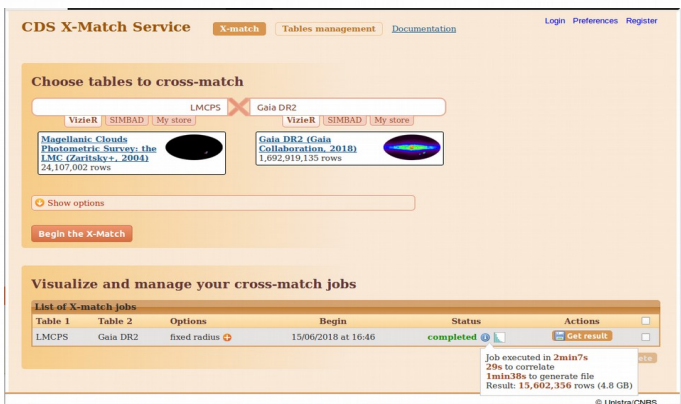 CDS X-Match Service X-match Tables management Documentation Login Preferences Register
Choose tables to cross-match
LMCPS Gaia DR2
VizieR SIMBAD My store VizieR SIMBAD My store
Magellanic Clouds
Photometric Survey: the
LMC (Zaritsky+, 2004)
24,107,002 rows
Gaia DR2 (Gaia
Collaboration, 2018)
1,692,919,135 rows
Show options
Begin the X-Match
Visualize and manage your cross-match jobs
List of X-match jobs
Table 1 Table 2 Options Begin Status Actions
LMCPS Gaia DR2 fixed radius 15/06/2018 at 16:46 completed Get result
Job executed in 2min7s
29s to correlate
1min38s to generate file
Result: 15,602,356 rows (4.8 GB)
© Unistra/CNRS